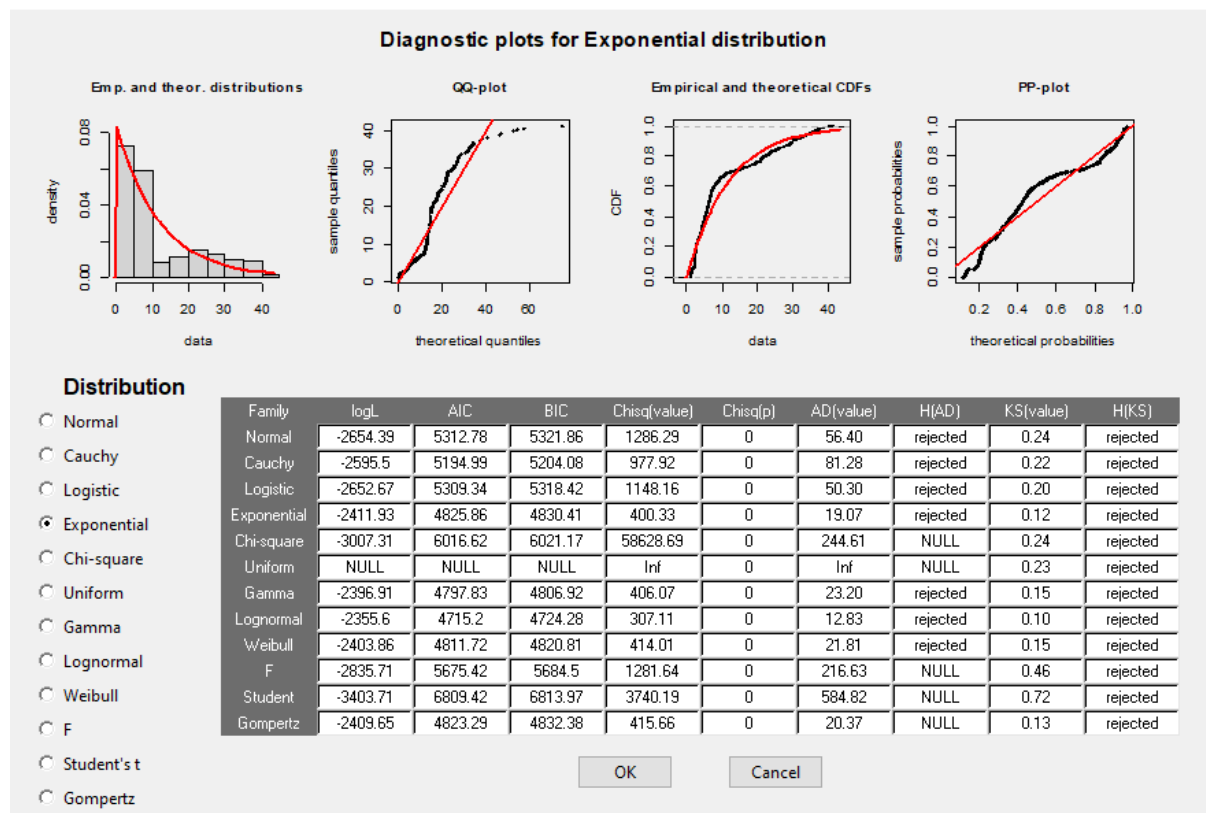 Diagnostic plots for Exponential distribution
Emp. and theor. distributions
QQ-plot
Empirical and theoretical CDFs
PP-plot
density
0.00 0.04 0.08
0 10 20 30 40
data
sample quantiles
0 10 20 30 40
0 20 40 60
theoretical quantiles
CDF
0.0 0.2 0.4 0.6 0.8 1.0
0 10 20 30 40
data
sample probabilities
0.0 0.2 0.4 0.6 0.8 1.0
0.2 0.4 0.6 0.8 1.0
theoretical probabilities
Distribution
Normal
Cauchy
Logistic
Exponential
Chi-square
Uniform
Gamma
Lognormal
Weibull
F
Student's t
Gompertz
Family logL AIC BIC Chisq(value) Chisq(p) AD(value) H(AD) KS(value) H(KS)
Normal -2654.39 5312.78 5321.86 1286.29 0 56.40 rejected 0.24 rejected
Cauchy -2595.5 5194.99 5204.08 977.92 0 81.28 rejected 0.22 rejected
Logistic -2652.67 5309.34 5318.42 1148.16 0 50.30 rejected 0.20 rejected
Exponential -2411.93 4825.86 4830.41 400.33 0 19.07 rejected 0.12 rejected
Chi-square -3007.31 6016.62 6021.17 58628.69 0 244.61 NULL 0.24 rejected
Uniform NULL NULL NULL Inf 0 Inf NULL 0.23 rejected
Gamma -2396.91 4797.83 4806.92 406.07 0 23.20 rejected 0.15 rejected
Lognormal -2355.6 4715.2 4724.28 307.11 0 12.83 rejected 0.10 rejected
Weibull -2403.86 4811.72 4820.81 414.01 0 21.81 rejected 0.15 rejected
F -2835.71 5675.42 5684.5 1281.64 0 216.63 NULL 0.46 rejected
Student -3403.71 6809.42 6813.97 3740.19 0 584.82 NULL 0.72 rejected
Gompertz -2409.65 4823.29 4832.38 415.66 0 20.37 NULL 0.13 rejected
OK
Cancel